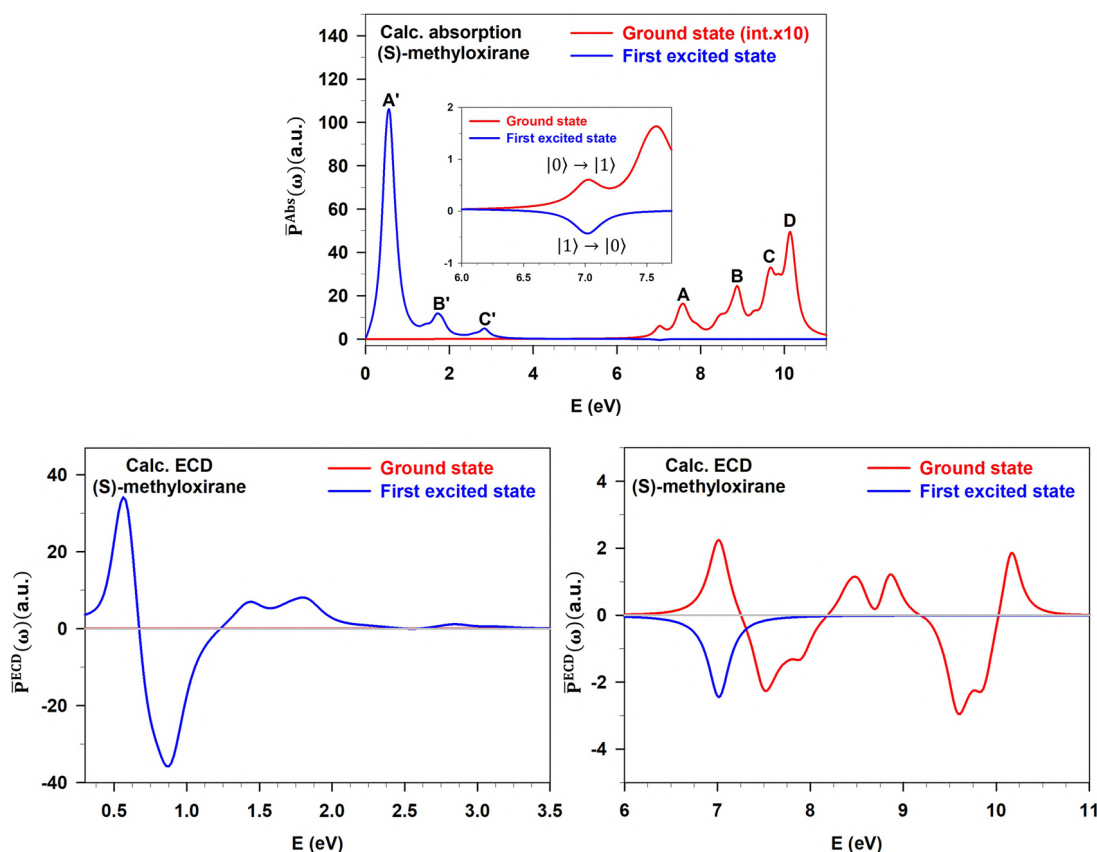 Calc. absorption
(S)-methyloxirane
Ground state (int.x10)
First excited state
P̅ᴬᵇˢ(ω)(a.u.)
140
120
100
80
60
40
20
0
A'
B'
C'
A
B
C
D
0
2
4
6
8
10
E (eV)
Ground state
First excited state
|0⟩ → |1⟩
|1⟩ → |0⟩
2
1
0
-1
6.0
6.5
7.0
7.5
Calc. ECD
(S)-methyloxirane
Ground state
First excited state
P̅ᴱCᴰ(ω)(a.u.)
40
20
0
-20
-40
0.5
1.0
1.5
2.0
2.5
3.0
3.5
E (eV)
Calc. ECD
(S)-methyloxirane
Ground state
First excited state
P̅ᴱCᴰ(ω)(a.u.)
4
2
0
-2
-4
6
7
8
9
10
11
E (eV)